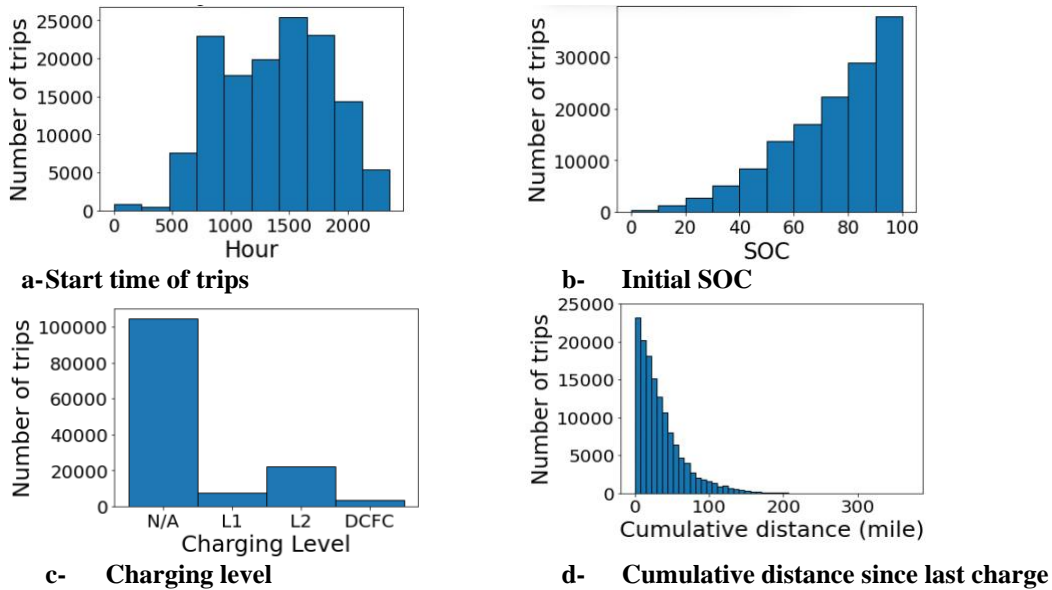 Number of trips
25000
20000
15000
10000
5000
0
0 500 1000 1500 2000
Hour
a-Start time of trips
Number of trips
30000
20000
10000
0
0 20 40 60 80 100
SOC
b- Initial SOC
Number of trips
100000
80000
60000
40000
20000
0
N/A L1 L2 DCFC
Charging Level
c- Charging level
Number of trips
25000
20000
15000
10000
5000
0
0 100 200 300
Cumulative distance (mile)
d- Cumulative distance since last charge